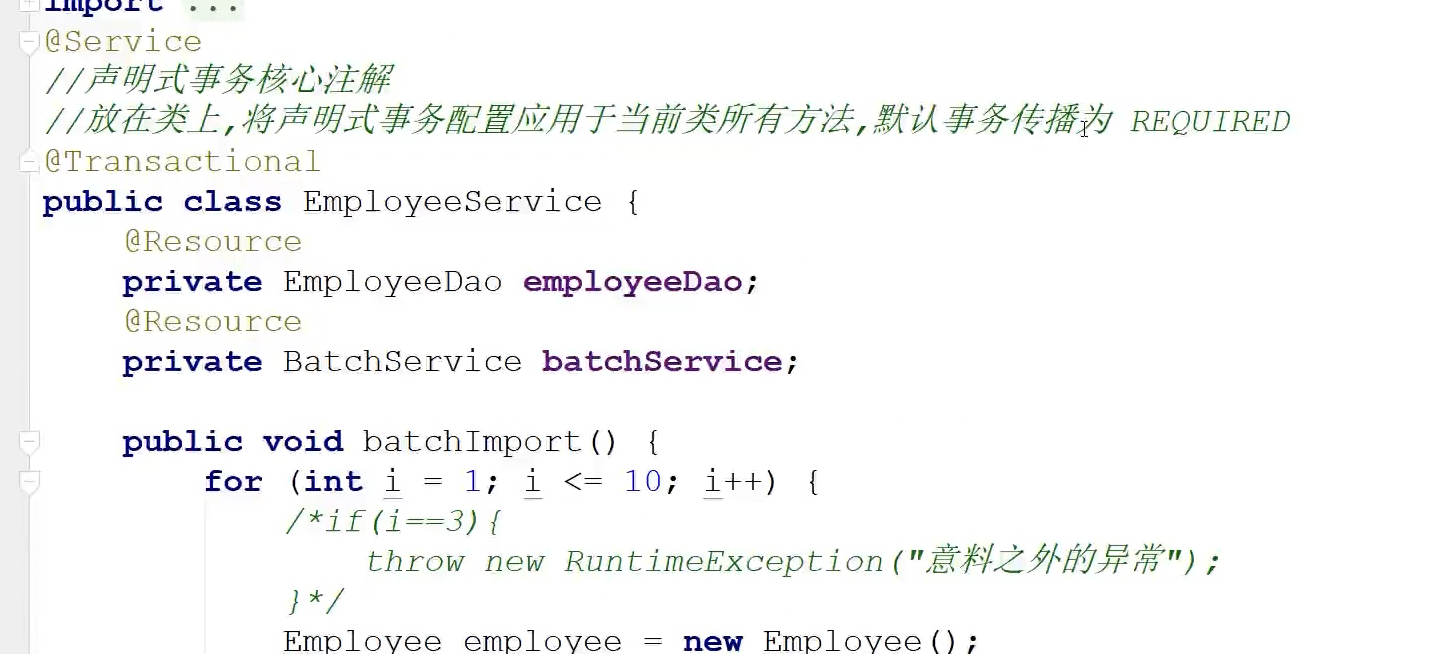 import ...
@Service
//声明式事务核心注解
//放在类上,将声明式事务配置应用于当前类所有方法,默认事务传播为 REQUIRED
@Transactional
public class EmployeeService {
@Resource
private EmployeeDao employeeDao;
@Resource
private BatchService batchService;
public void batchImport() {
for (int i = 1; i <= 10; i++) {
/*if(i==3){
throw new RuntimeException("意料之外的异常");
}*/
Employee employee = new Employee();